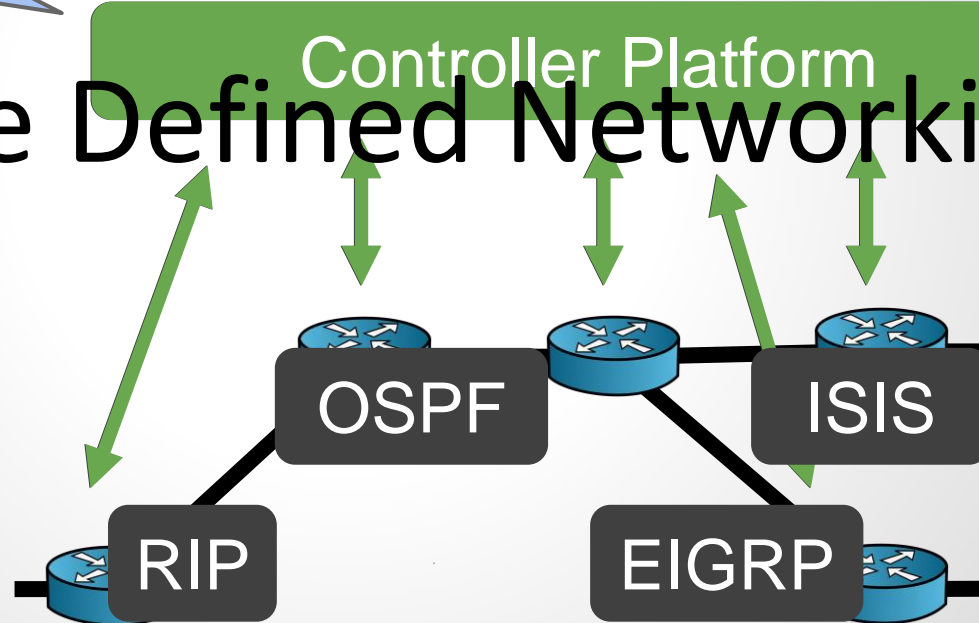 Controller Platform
e Defined Networki
OSPF
ISIS
RIP
EIGRP